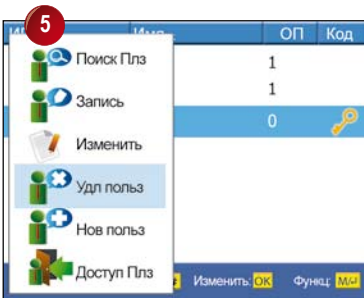 5
Имя
ОП
Код
Поиск Плз
1
Запись
1
0
Изменить
Удл польз
Нов польз
Доступ Плз
Изменить: OK
Функц: M/